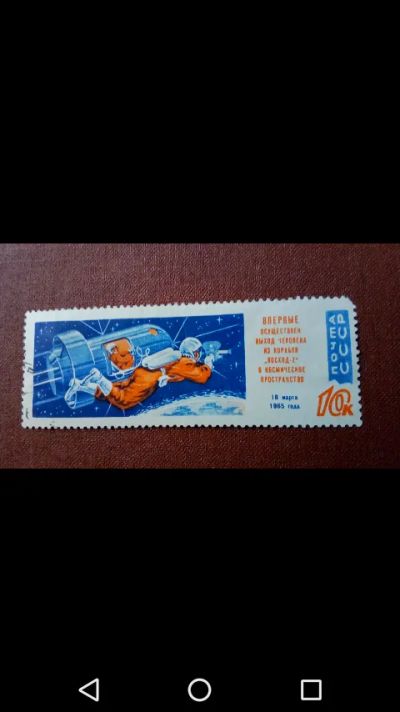 ВПЕРВЫЕ
ОСУЩЕСТВЛЕН
ВЫХОД ЧЕЛОВЕКА
ИЗ КОРАБЛЯ
„ВОСХОД-2"
В КОСМИЧЕСКОЕ
ПРОСТРАНСТВО
18 марта
1965 года
ПОЧТА
СССР
10к